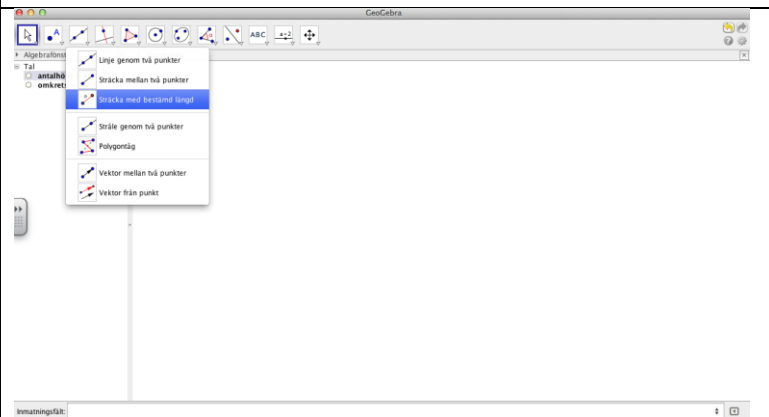 GeoGebra
ABC
a=2
Linje genom två punkter
Algebrafönst
Tal
antalhö
omkrets
Sträcka mellan två punkter
Sträcka med bestämd längd
Stråle genom två punkter
Polygontåg
Vektor mellan två punkter
Vektor från punkt
Inmatningsfält: